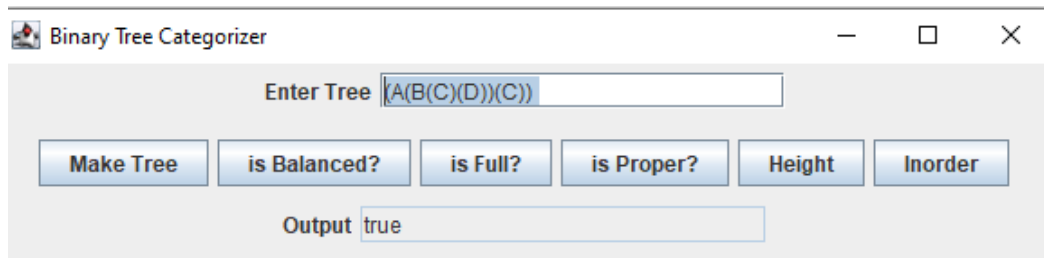 Binary Tree Categorizer
Enter Tree (A(B(C)(D))(C))
Make Tree is Balanced? is Full? is Proper? Height Inorder
Output true